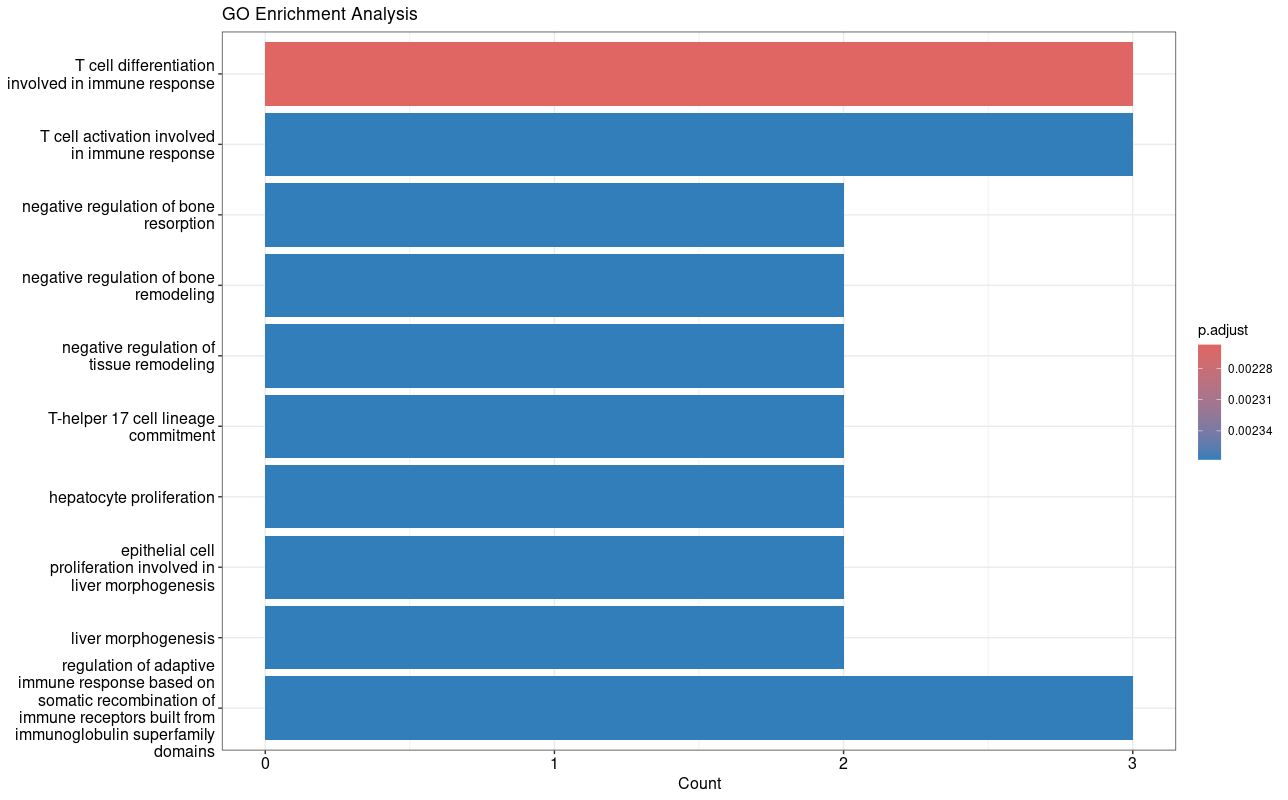 GO Enrichment Analysis
T cell differentiation
involved in immune response
T cell activation involved
in immune response
negative regulation of bone
resorption
negative regulation of bone
remodeling
negative regulation of
tissue remodeling
T-helper 17 cell lineage
commitment
hepatocyte proliferation
epithelial cell
proliferation involved in
liver morphogenesis
liver morphogenesis
regulation of adaptive
immune response based on
somatic recombination of
immune receptors built from
immunoglobulin superfamily
domains
0 1 2 3
Count
p.adjust
0.00228
0.00231
0.00234